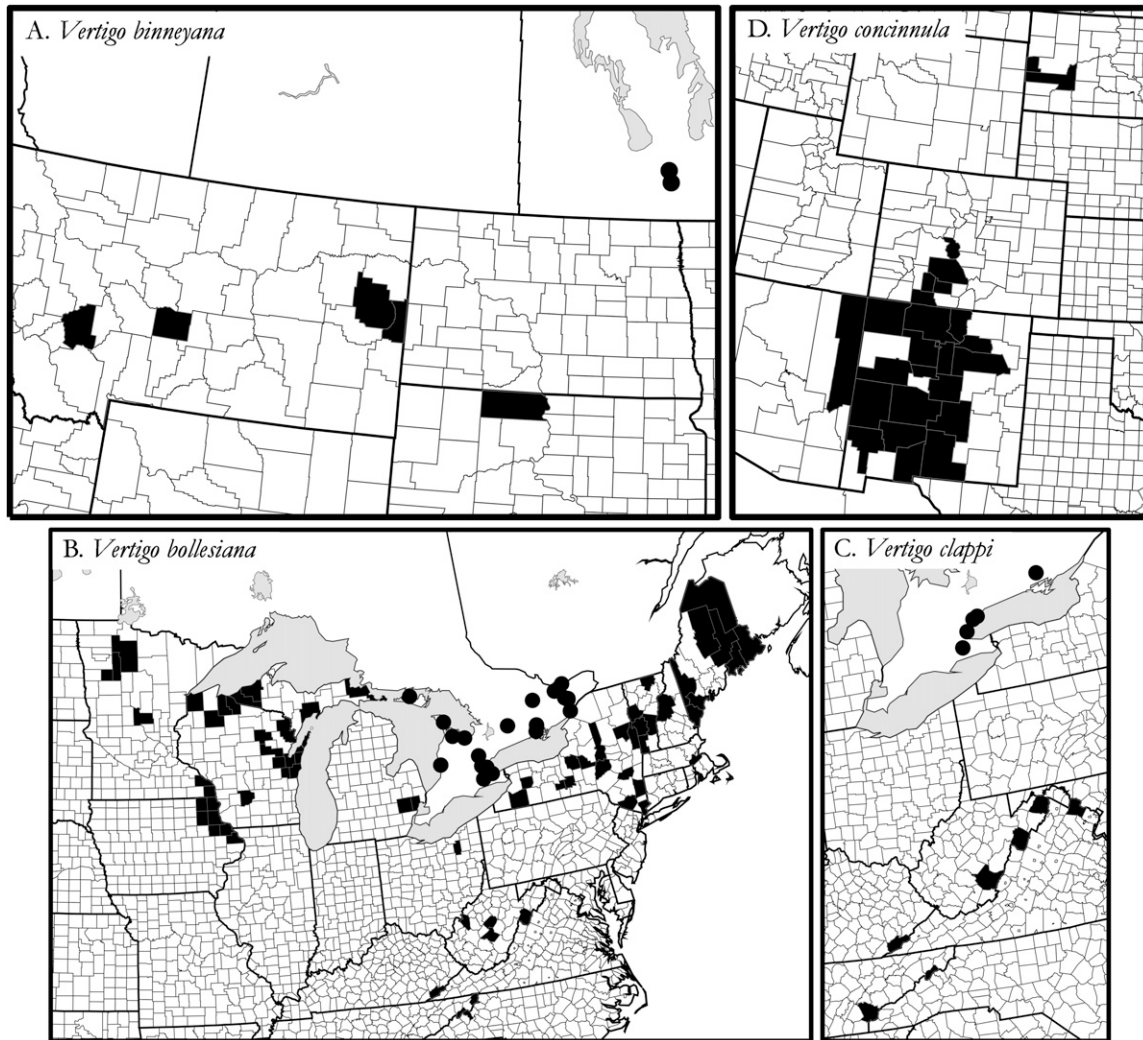 A. Vertigo binneyana
D. Vertigo concinnula
B. Vertigo bollesiana
C. Vertigo clappi